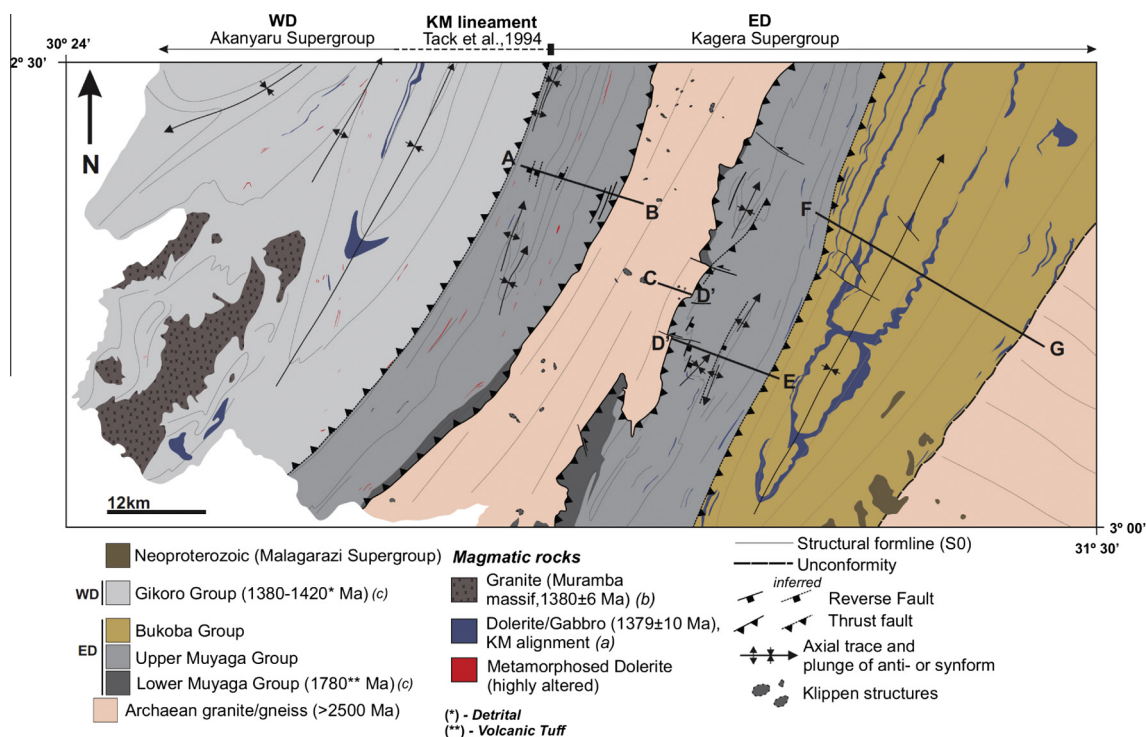 WD
KM lineament
ED
Akanyaru Supergroup
Tack et al.,1994
Kagera Supergroup
30º 24'
2º 30'
N
A
B
F
C
D'
D'
E
G
12km
3º 00'
31º 30'
Neoproterozoic (Malagarazi Supergroup)
WD
Gikoro Group (1380-1420* Ma) (c)
ED
Bukoba Group
Upper Muyaga Group
Lower Muyaga Group (1780** Ma) (c)
Archaean granite/gneiss (>2500 Ma)
Magmatic rocks
Granite (Muramba
massif,1380±6 Ma) (b)
Dolerite/Gabbro (1379±10 Ma),
KM alignment (a)
Metamorphosed Dolerite
(highly altered)
(*) - Detrital
(**) - Volcanic Tuff
Structural formline (S0)
Unconformity
inferred
Reverse Fault
Thrust fault
Axial trace and
plunge of anti- or synform
Klippen structures